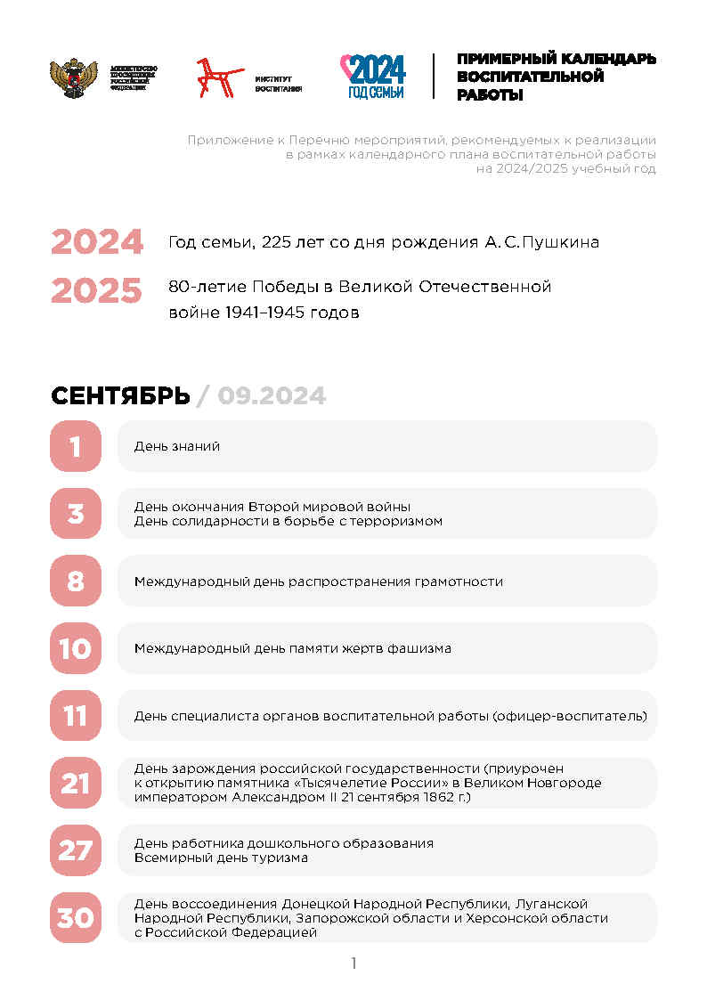 МИНИСТЕРСТВО
ПРОСВЕЩЕНИЯ
РОССИЙСКОЙ
ФЕДЕРАЦИИ
ИНСТИТУТ
ВОСПИТАНИЯ
2024
ГОД СЕМЬИ
ПРИМЕРНЫЙ КАЛЕНДАРЬ
ВОСПИТАТЕЛЬНОЙ
РАБОТЫ
Приложение к Перечню мероприятий, рекомендуемых к реализации
в рамках календарного плана воспитательной работы
на 2024/2025 учебный год
2024 Год семьи, 225 лет со дня рождения А. С. Пушкина
2025 80-летие Победы в Великой Отечественной
войне 1941–1945 годов
СЕНТЯБРЬ / 09.2024
1 День знаний
3 День окончания Второй мировой войны
День солидарности в борьбе с терроризмом
8 Международный день распространения грамотности
10 Международный день памяти жертв фашизма
11 День специалиста органов воспитательной работы (офицер-воспитатель)
21 День зарождения российской государственности (приурочен
к открытию памятника «Тысячелетие России» в Великом Новгороде
императором Александром II 21 сентября 1862 г.)
27 День работника дошкольного образования
Всемирный день туризма
30 День воссоединения Донецкой Народной Республики, Луганской
Народной Республики, Запорожской области и Херсонской области
с Российской Федерацией
1